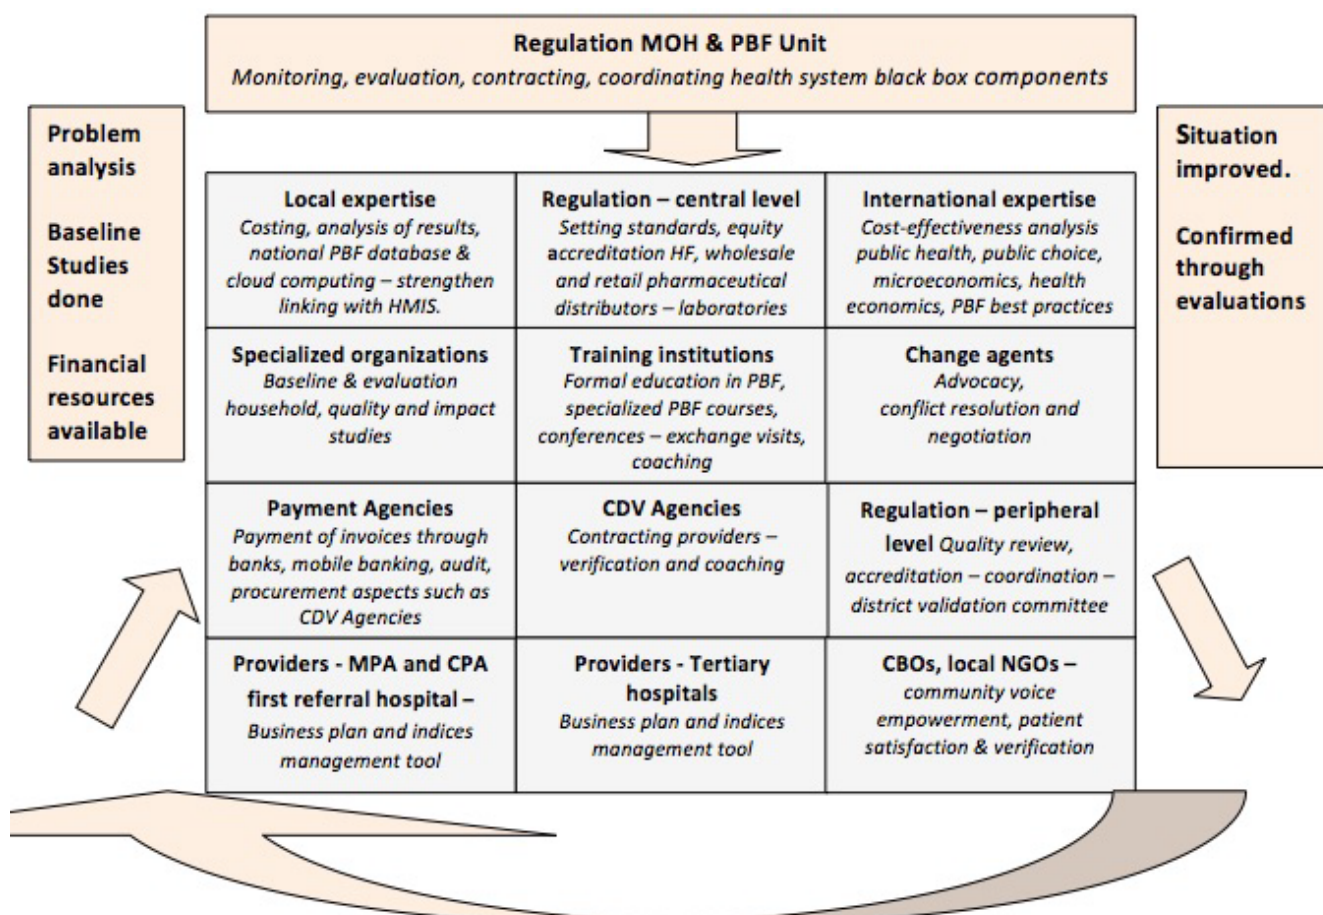 Regulation MOH & PBF Unit
Monitoring, evaluation, contracting, coordinating health system black box components
Problem
analysis
Baseline
Studies
done
Financial
resources
available
Local expertise
Costing, analysis of results,
national PBF database &
cloud computing – strengthen
linking with HMIS.
Regulation – central level
Setting standards, equity
accreditation HF, wholesale
and retail pharmaceutical
distributors – laboratories
International expertise
Cost-effectiveness analysis
public health, public choice,
microeconomics, health
economics, PBF best practices
Specialized organizations
Baseline & evaluation
household, quality and impact
studies
Training institutions
Formal education in PBF,
specialized PBF courses,
conferences – exchange visits,
coaching
Change agents
Advocacy,
conflict resolution and
negotiation
Payment Agencies
Payment of invoices through
banks, mobile banking, audit,
procurement aspects such as
CDV Agencies
CDV Agencies
Contracting providers –
verification and coaching
Regulation – peripheral
level Quality review,
accreditation – coordination –
district validation committee
Providers - MPA and CPA
first referral hospital –
Business plan and indices
management tool
Providers - Tertiary
hospitals
Business plan and indices
management tool
CBOs, local NGOs –
community voice
empowerment, patient
satisfaction & verification
Situation
improved.
Confirmed
through
evaluations